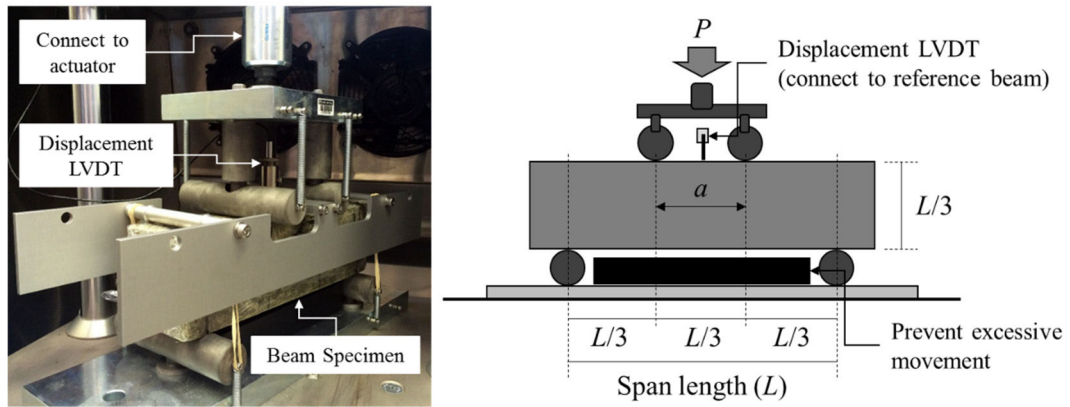 Connect to
actuator
Displacement
LVDT
Beam Specimen
P
Displacement LVDT
(connect to reference beam)
a
L/3
L/3
L/3
L/3
Prevent excessive
movement
Span length (L)